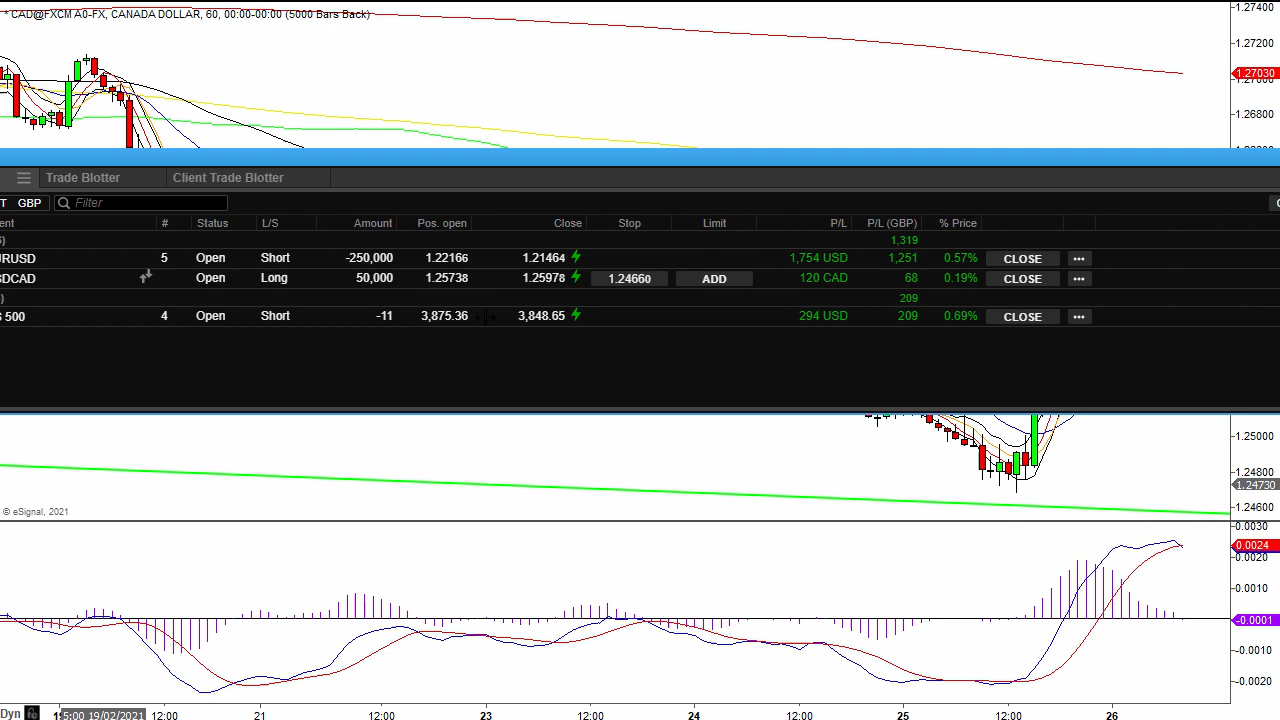 * CAD@FXCM A0-FX, CANADA DOLLAR, 60, 00:00-00:00 (5000 Bars Back)
1.27400
1.27200
1.27030
1.26800
Trade Blotter Client Trade Blotter
T GBP Filter
ent # Status L/S Amount Pos. open Close Stop Limit P/L P/L (GBP) % Price
1,319
RUSD 5 Open Short -250,000 1.22166 1.21464 1,754 USD 1,251 0.57% CLOSE •••
SDCAD Open Long 50,000 1.25738 1.25978 1.24660 ADD 120 CAD 68 0.19% CLOSE •••
209
500 4 Open Short -11 3,875.36 3,848.65 294 USD 209 0.69% CLOSE •••
1.25000
1.24800
1.24730
1.24600
© eSignal, 2021
0.0030
0.0024
0.0020
0.0010
-0.0001
-0.0010
-0.0020
Dyn 15:00 19/02/2021 12:00 21 12:00 23 12:00 24 12:00 25 12:00 26